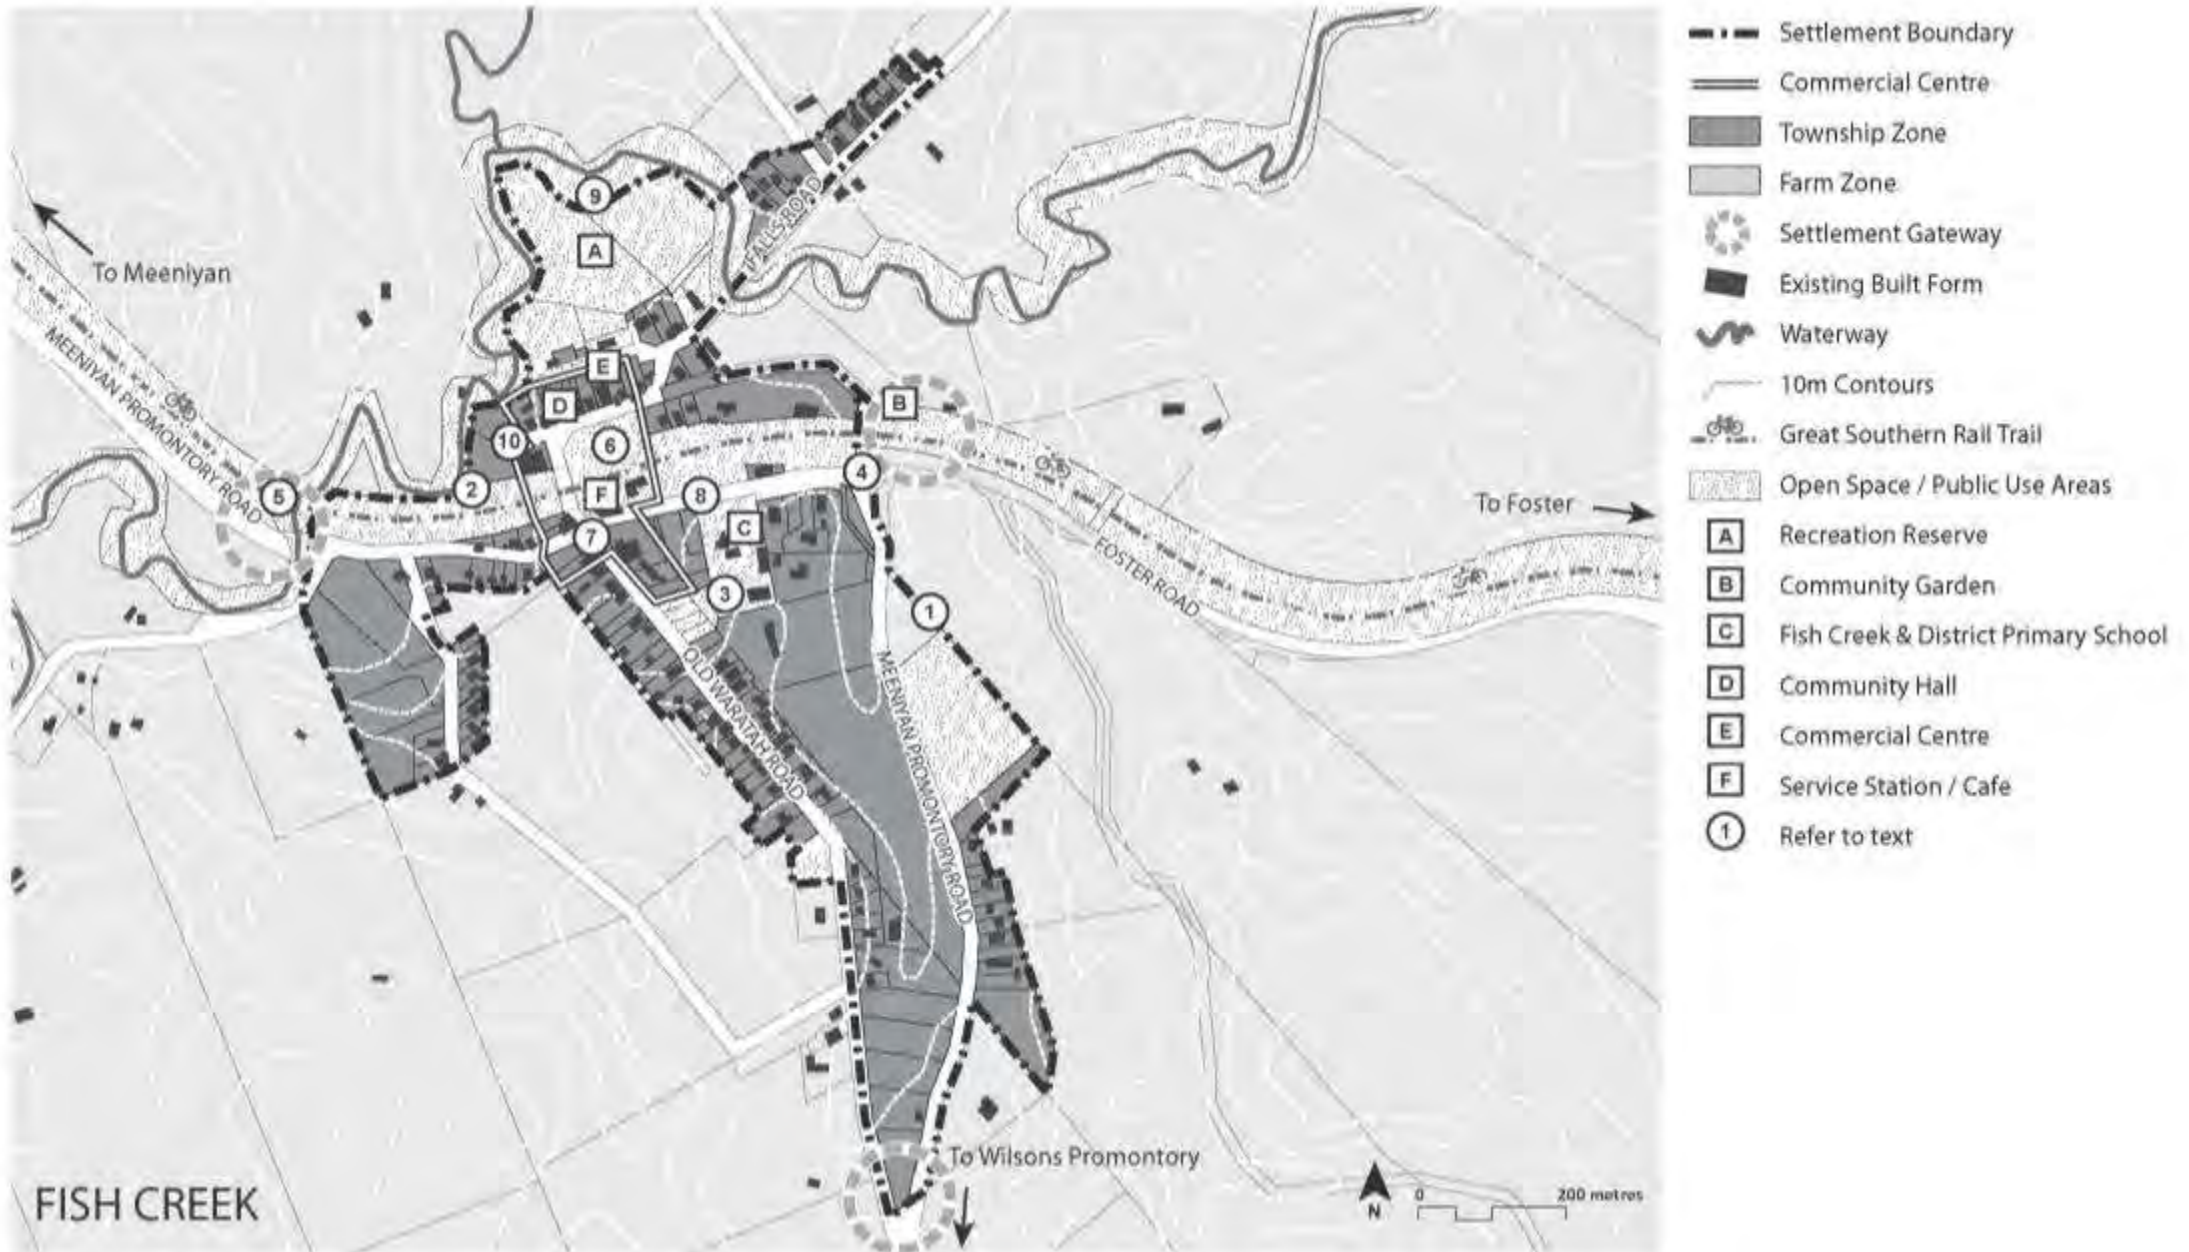 Settlement Boundary
Commercial Centre
Township Zone
Farm Zone
Settlement Gateway
Existing Built Form
Waterway
10m Contours
Great Southern Rail Trail
Open Space / Public Use Areas
A Recreation Reserve
B Community Garden
C Fish Creek & District Primary School
D Community Hall
E Commercial Centre
F Service Station / Cafe
1 Refer to text
9
A
FALLS ROAD
To Meeniyan
MEENIYAN PROMONTORY ROAD
E
D
B
10
6
5
2
F
8
4
To Foster
7
C
FOSTER ROAD
3
1
OLD WARATAH ROAD
MEENIYAN PROMONTORY ROAD
To Wilsons Promontory
FISH CREEK
N
0 200 metres